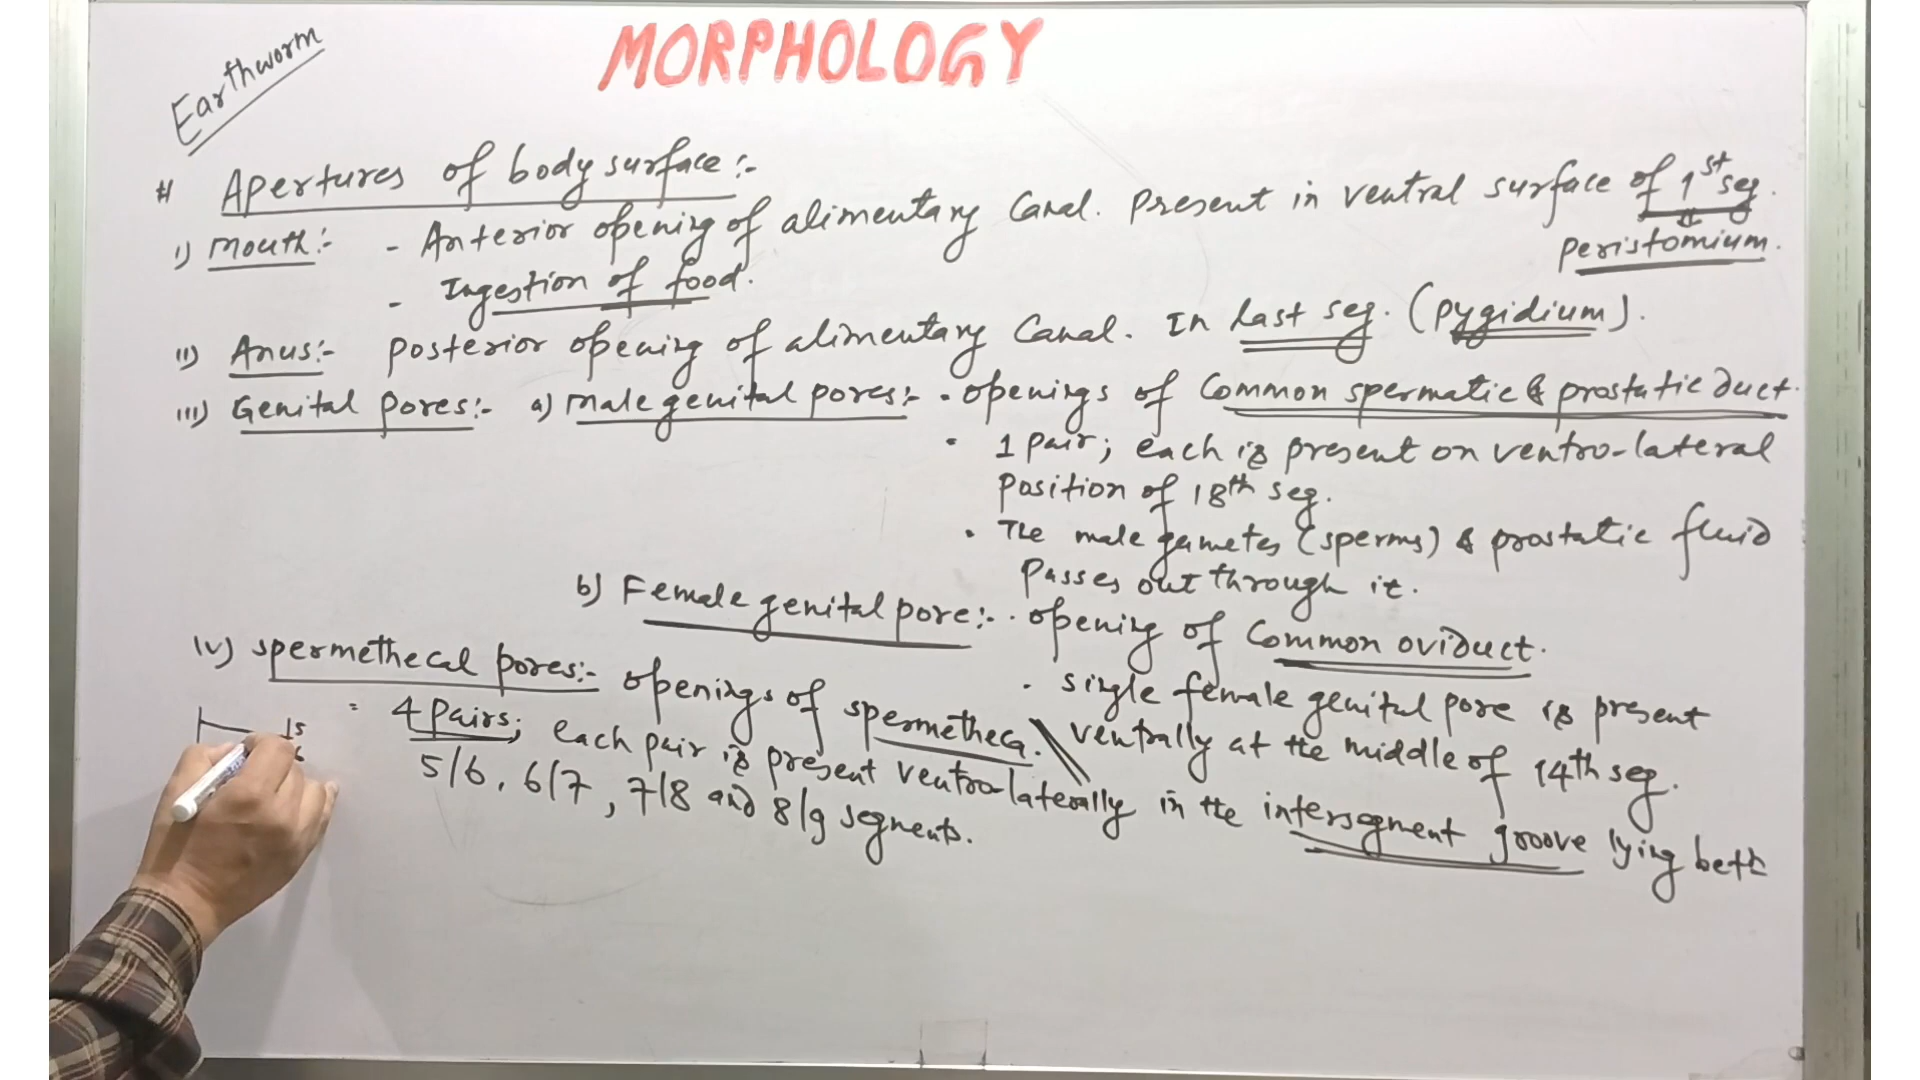 Earthworm
MORPHOLOGY
# Apertures of body surface:-
i) Mouth:- - Anterior opening of alimentary Canal. Present in ventral surface of 1st seg.
Peristomium.
- Ingestion of food.
ii) Anus:- Posterior opening of alimentary Canal. In last seg. (Pygidium).
iii) Genital Pores:- a) Male genital pores:- • openings of Common spermatic & prostatic duct.
• 1 pair; each is present on ventro-lateral
Position of 18th seg.
• The male gametes (sperms) & prostatic fluid
Passes out through it.
b) Female genital pore:- • opening of Common oviduct.
• single female genital pore is present
ventrally at the middle of 14th seg.
iv) spermethecal pores:- openings of spermetheca.
= 4 Pairs; each pair is present ventro-laterally in the intersegment groove lying betn
5/6, 6/7, 7/8 and 8/9 segments.
15
6